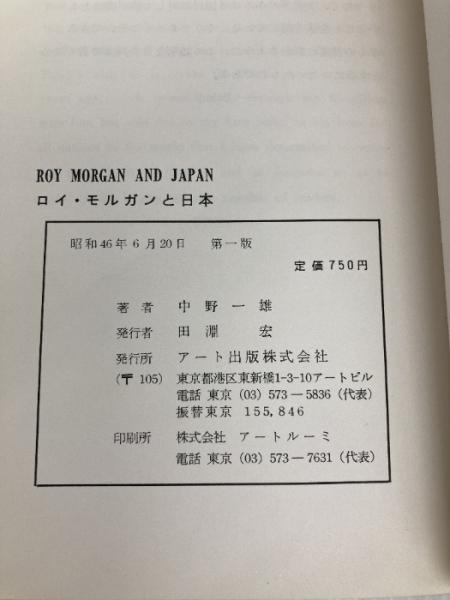 ROY MORGAN AND JAPAN
ロイ・モルガンと日本
昭和46年6月20日 第一版
定価750円
著者 中野一雄
発行者 田淵宏
発行所 アート出版株式会社
(〒105) 東京都港区東新橋1-3-10アートビル
電話 東京 (03) 573―5836 (代表)
振替東京 155,846
印刷所 株式会社 アートルーミ
電話 東京 (03) 573―7631 (代表)